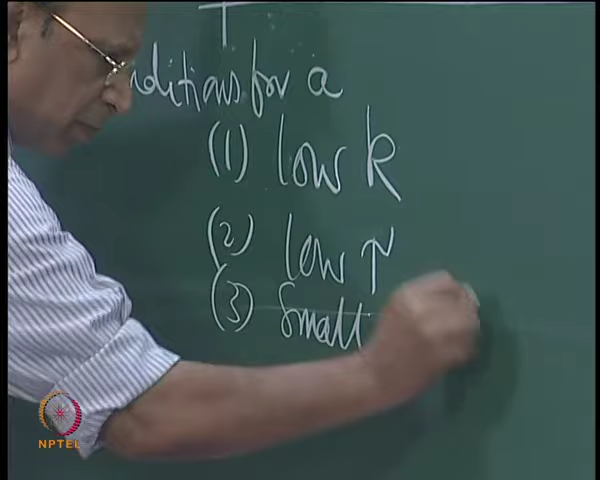 nditions for a
(1) low k
(2) low
(3) Small
NPTEL